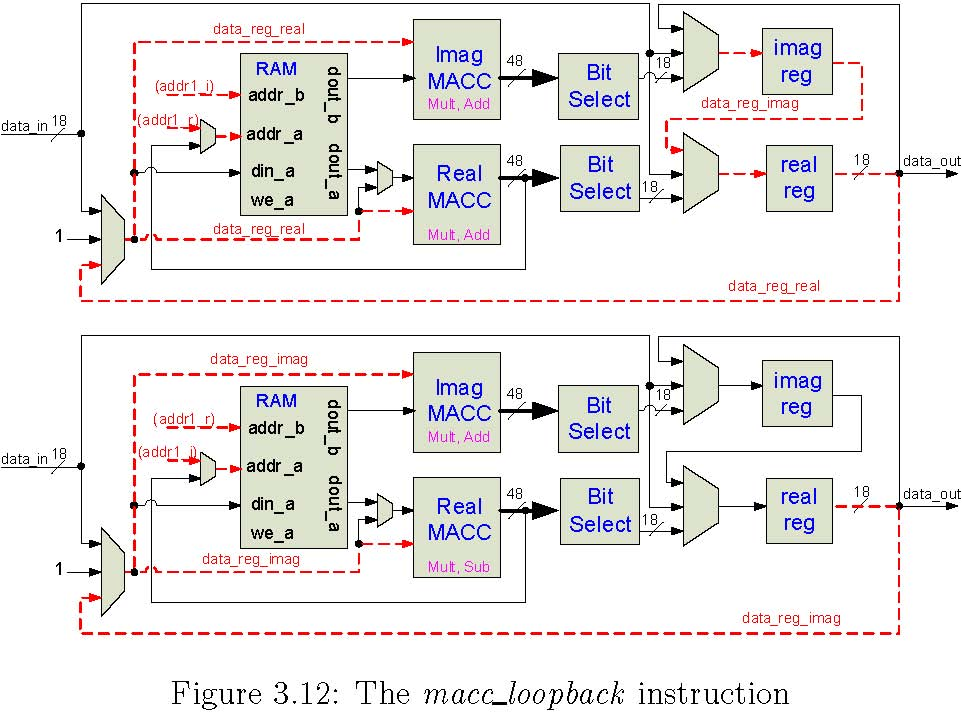 data_reg_real
Imag
MACC
Mult, Add
48
Bit
Select
18
imag
reg
data_reg_imag
RAM
(addr1_i)
addr_b
dout_b
(addr1_r)
addr_a
data_in 18
din_a
dout_a
we_a
Real
MACC
Mult, Add
48
Bit
Select
18
real
reg
18
data_out
1
data_reg_real
data_reg_real
data_reg_imag
Imag
MACC
Mult, Add
48
Bit
Select
18
imag
reg
RAM
(addr1_r)
addr_b
dout_b
(addr1_i)
addr_a
data_in 18
din_a
dout_a
we_a
Real
MACC
Mult, Sub
48
Bit
Select
18
real
reg
18
data_out
1
data_reg_imag
data_reg_imag
Figure 3.12: The macc_loopback instruction